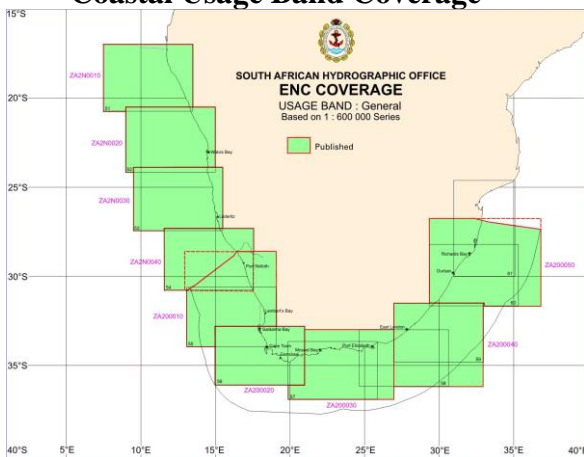 Coastal Usage Band Coverage
15°S
SOUTH AFRICAN HYDROGRAPHIC OFFICE
ENC COVERAGE
USAGE BAND : General
Based on 1 : 600 000 Series
Published
ZA2N0010
20°S
ZA2N0020
Walvis Bay
25°S
ZA2N0030
Luderitz
ZA2N0040
Port Nolloth
30°S
Richards Bay
Durban
ZA200050
ZA200010
Lambert's Bay
Saldanha Bay
Cape Town
Mossel Bay
Port Elizabeth
East London
ZA200040
35°S
ZA200020
ZA200030
40°S
5°E
10°E
15°E
20°E
25°E
30°E
35°E
40°E